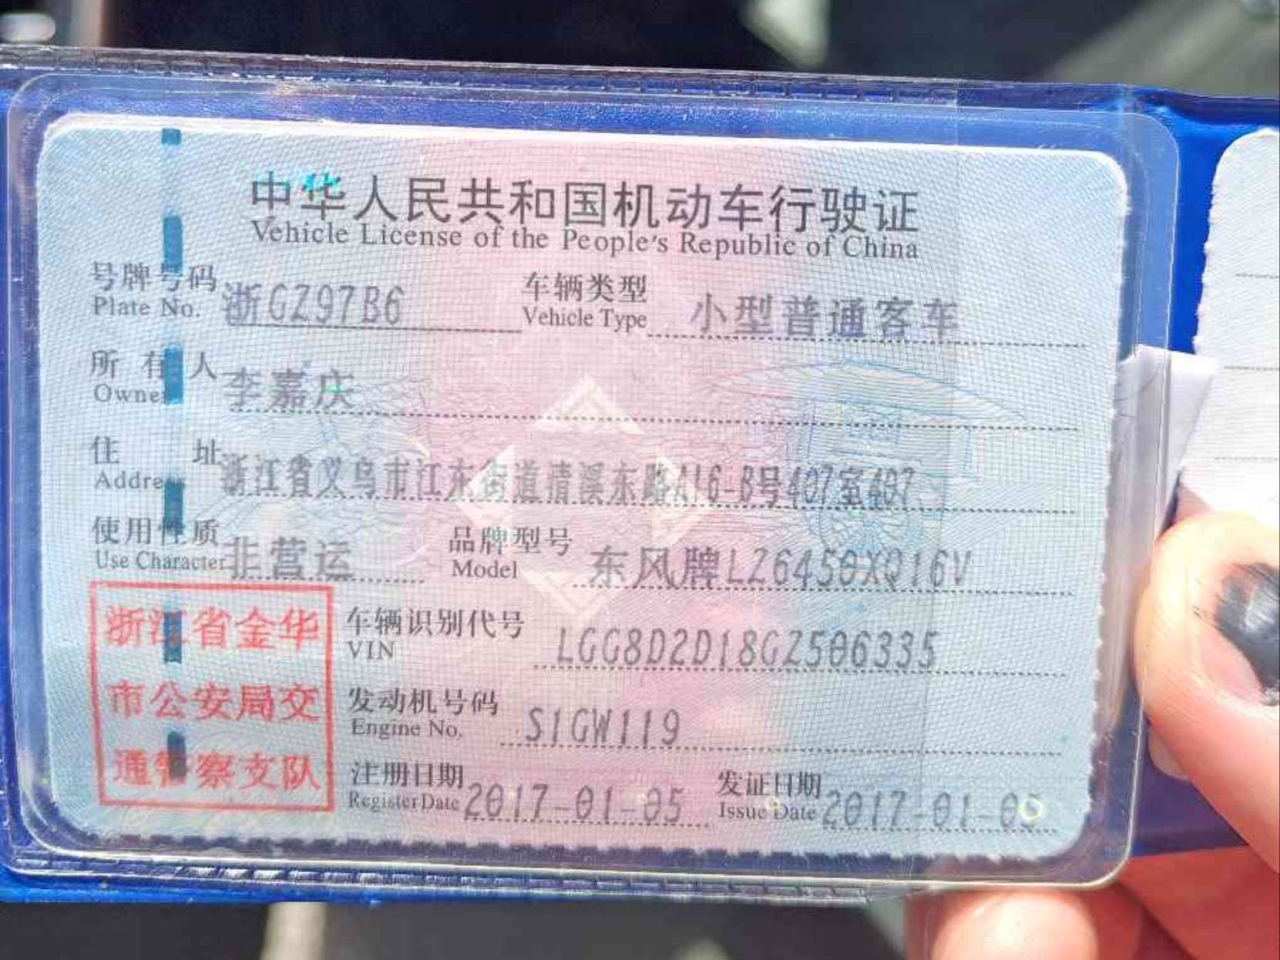 中华人民共和国机动车行驶证
Vehicle License of the People's Republic of China
号牌号码 浙GZ97B6 车辆类型 小型普通客车
Plate No. Vehicle Type
所有人 李嘉庆
Owner
住址 浙江省义乌市江东街道清溪东路A16-B号407室407
Address
使用性质 非营运 品牌型号 东风牌LZ6450XQ16V
Use Character Model
浙江省金华
市公安局交
通警察支队
车辆识别代号 LGG8D2D18GZ506335
VIN
发动机号码 S1GW119
Engine No.
注册日期 2017-01-05 发证日期 2017-01-05
Register Date Issue Date